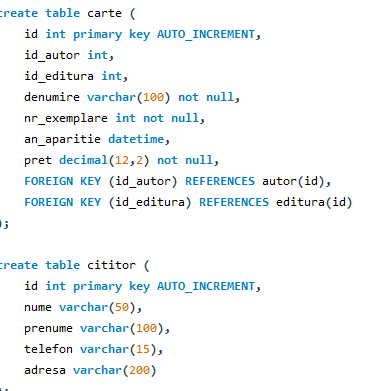 create table carte (
id int primary key AUTO_INCREMENT,
id_autor int,
id_editura int,
denumire varchar(100) not null,
nr_exemplare int not null,
an_aparitie datetime,
pret decimal(12,2) not null,
FOREIGN KEY (id_autor) REFERENCES autor(id),
FOREIGN KEY (id_editura) REFERENCES editura(id)
);
create table cititor (
id int primary key AUTO_INCREMENT,
nume varchar(50),
prenume varchar(100),
telefon varchar(15),
adresa varchar(200)